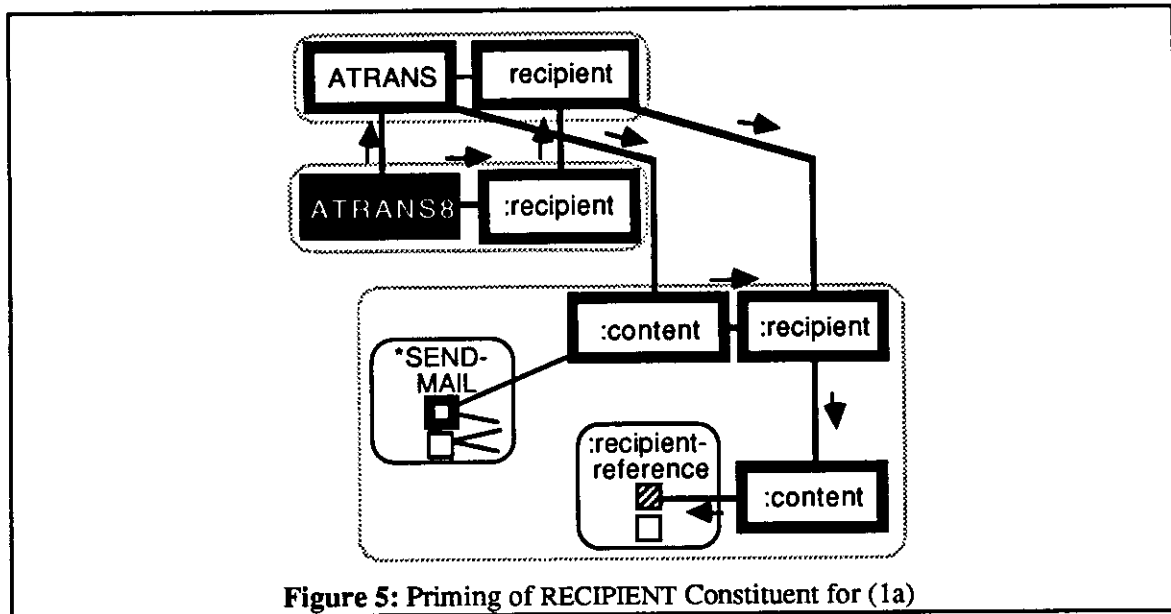 ATRANS
recipient
ATRANS8
:recipient
:content
:recipient
*SEND-
MAIL
:recipient-
reference
:content
Figure 5: Priming of RECIPIENT Constituent for (1a)